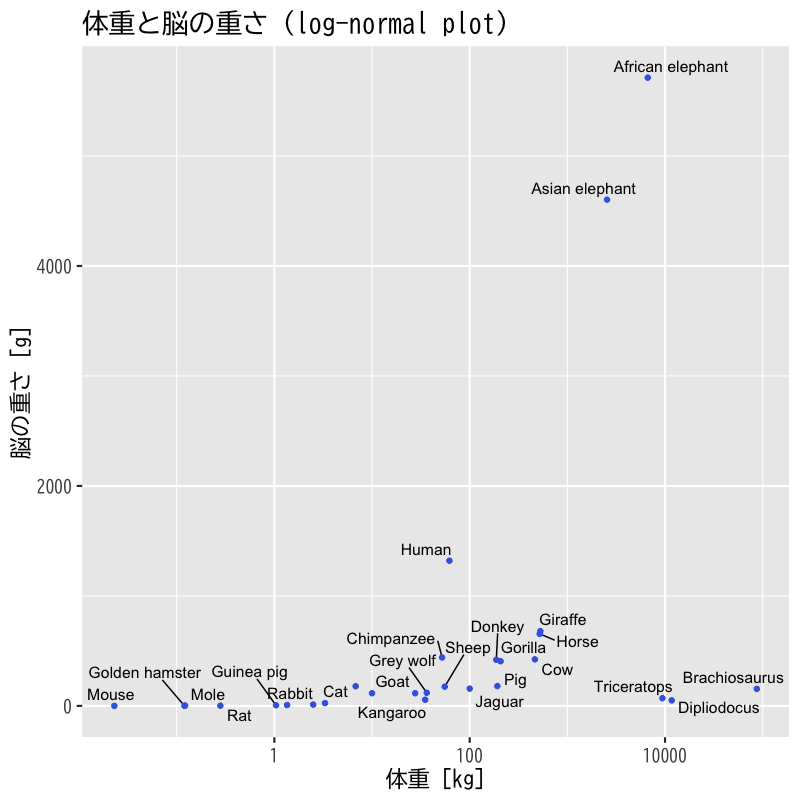 体重と脳の重さ (log-normal plot)
African elephant
Asian elephant
4000
脳の重さ [g]
2000
Human
Giraffe
Donkey
Chimpanzee
Horse
Sheep
Gorilla
Grey wolf
Cow
Golden hamster
Guinea pig
Goat
Pig
Triceratops
Brachiosaurus
Mouse
Mole
Rabbit
Cat
Jaguar
Dipliodocus
0
Rat
Kangaroo
1
100
10000
体重 [kg]